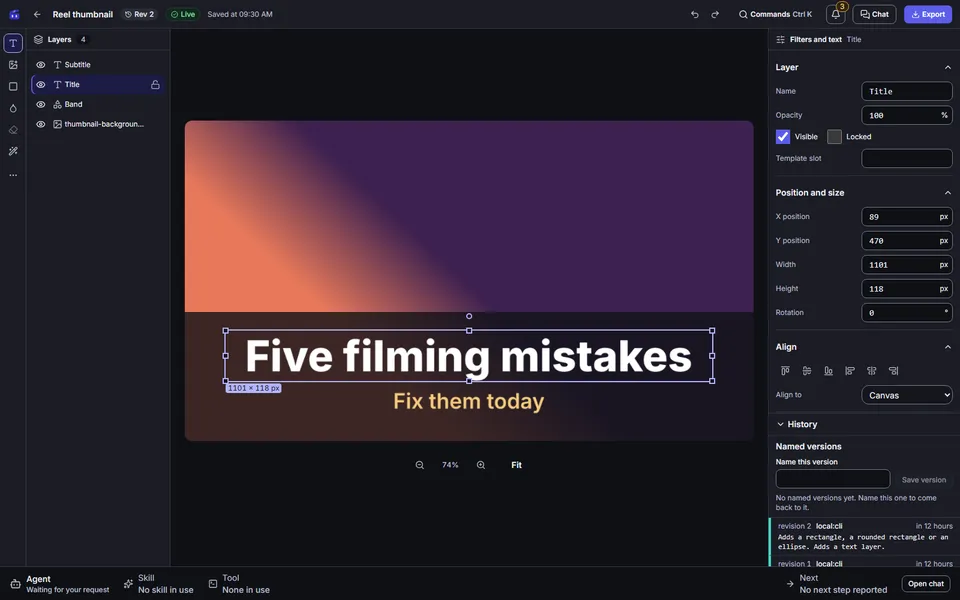 Reel thumbnail
Rev 2
Live
Saved at 09:30 AM
Commands Ctrl K
3
Chat
Export
Layers 4
Subtitle
Title
Band
thumbnail-backgroun...
Five filming mistakes
1101 × 118 px
Fix them today
74%
Fit
Filters and text Title
Layer
Name Title
Opacity 100 %
Visible Locked
Template slot
Position and size
X position 89 px
Y position 470 px
Width 1101 px
Height 118 px
Rotation 0 °
Align
Align to Canvas
History
Named versions
Name this version
Save version
No named versions yet. Name this one to come
back to it.
revision 2 local:cli in 12 hours
Adds a rectangle, a rounded rectangle or an
ellipse. Adds a text layer.
revision 1 local:cli in 12 hours
Agent
Waiting for your request
Skill
No skill in use
Tool
None in use
Next
No next step reported
Open chat